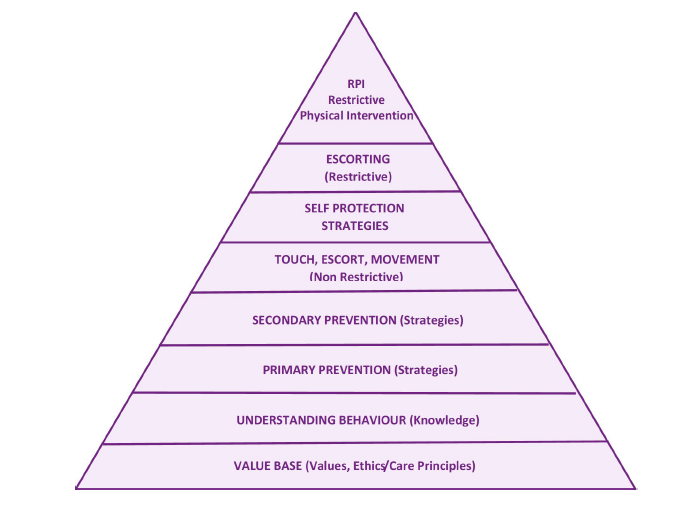 RPI
Restrictive
Physical Intervention
ESCORTING
(Restrictive)
SELF PROTECTION
STRATEGIES
TOUCH, ESCORT, MOVEMENT
(Non Restrictive)
SECONDARY PREVENTION (Strategies)
PRIMARY PREVENTION (Strategies)
UNDERSTANDING BEHAVIOUR (Knowledge)
VALUE BASE (Values, Ethics/Care Principles)